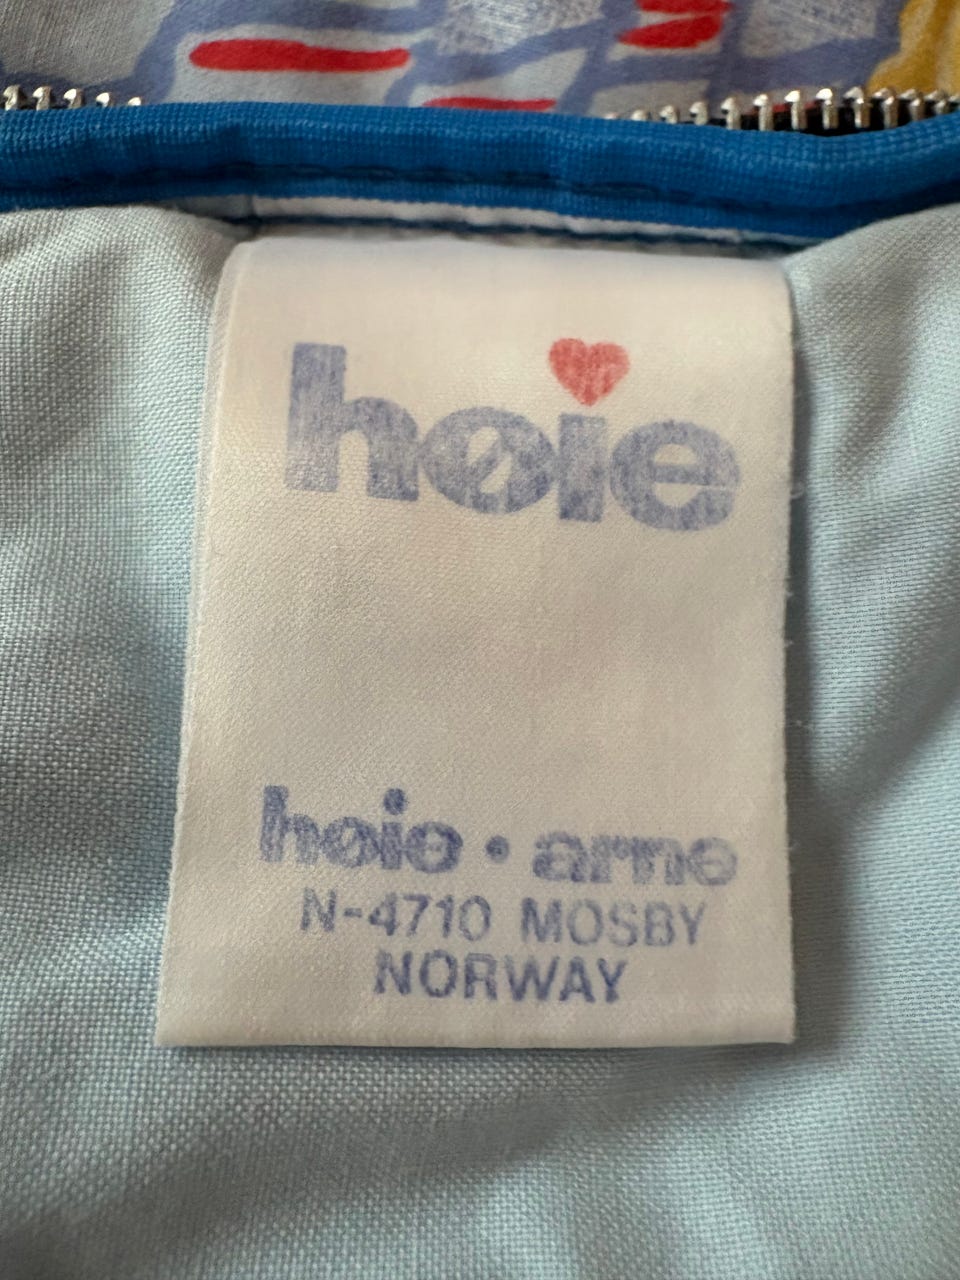 høie
høie • arne
N-4710 MOSBY
NORWAY